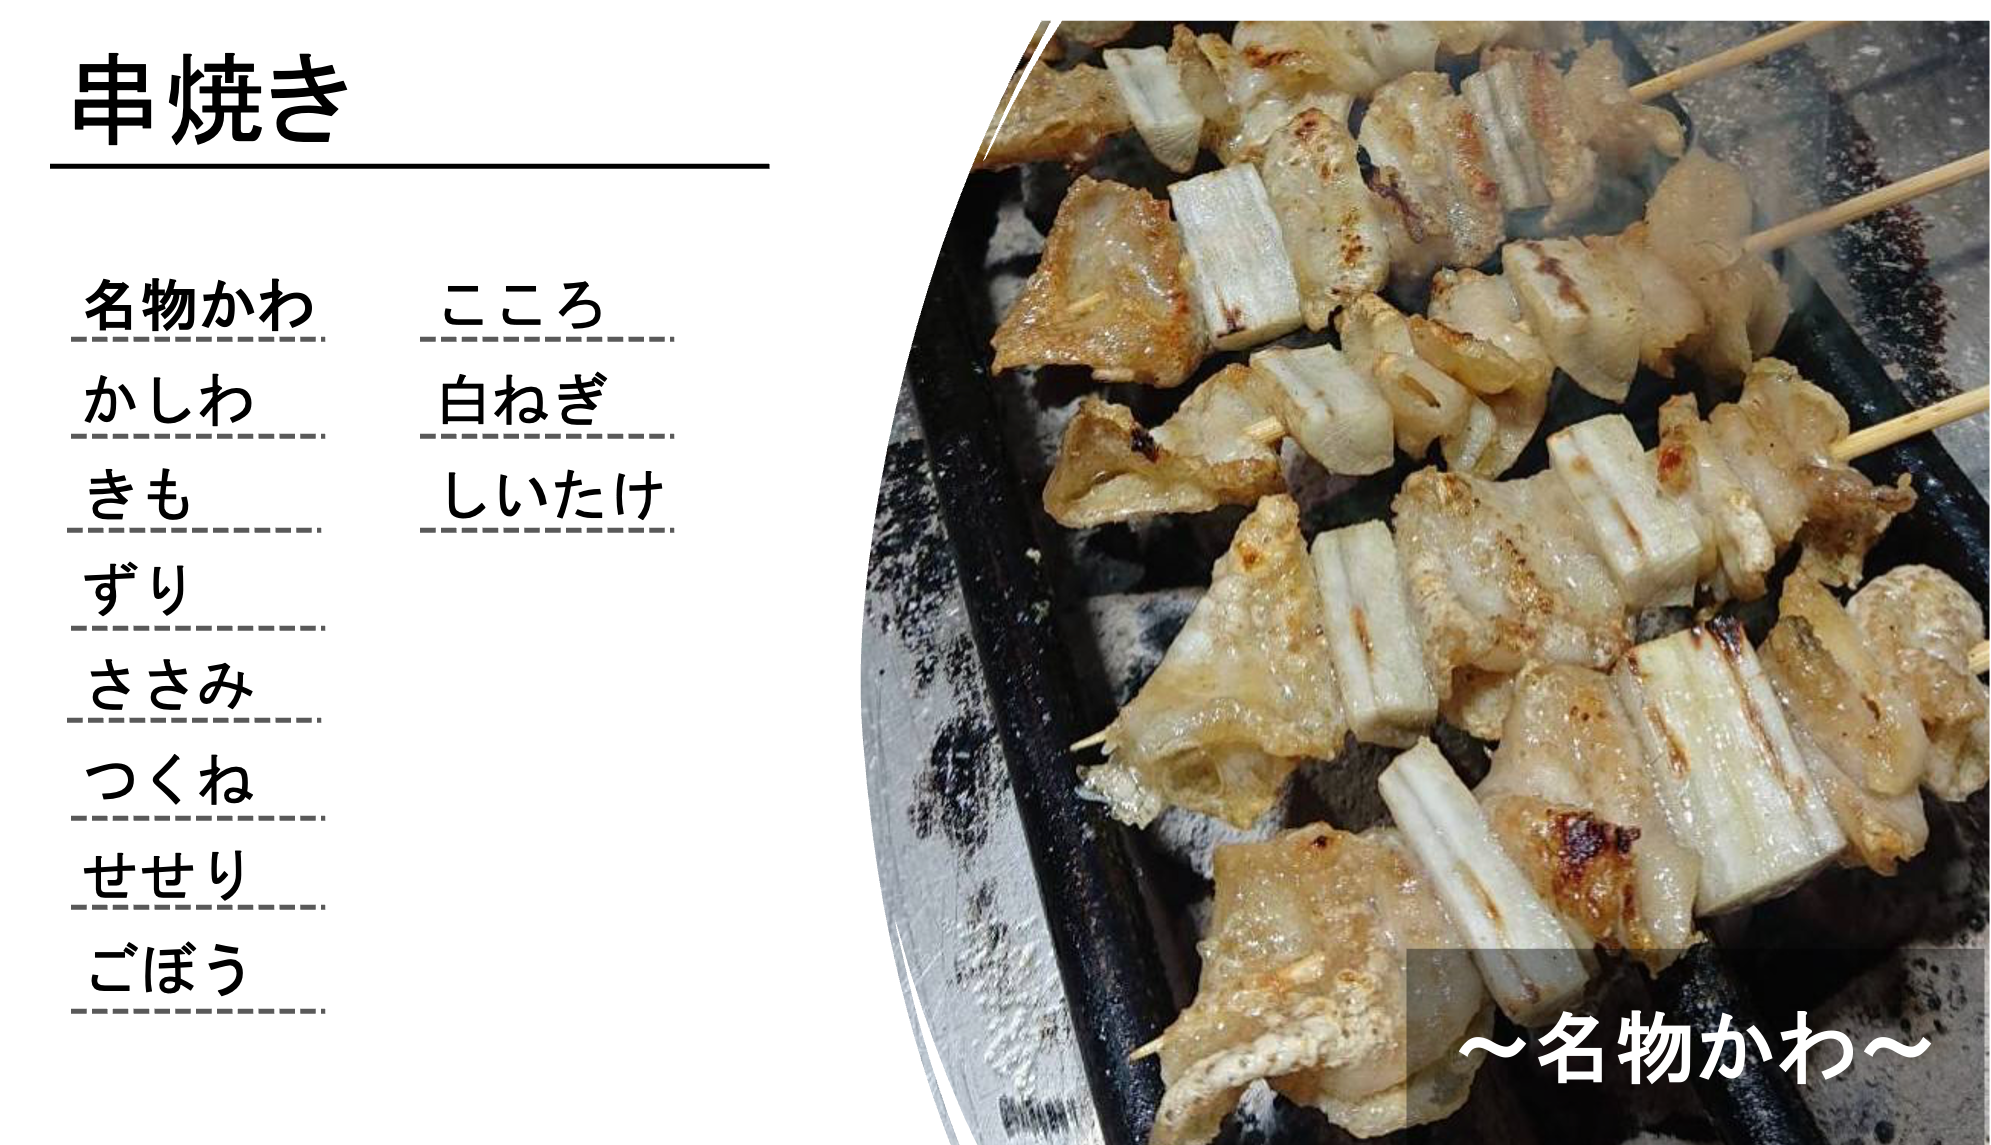 串焼き
名物かわ
かしわ
きも
ずり
ささみ
つくね
せせり
ごぼう
こころ
白ねぎ
しいたけ
～名物かわ～